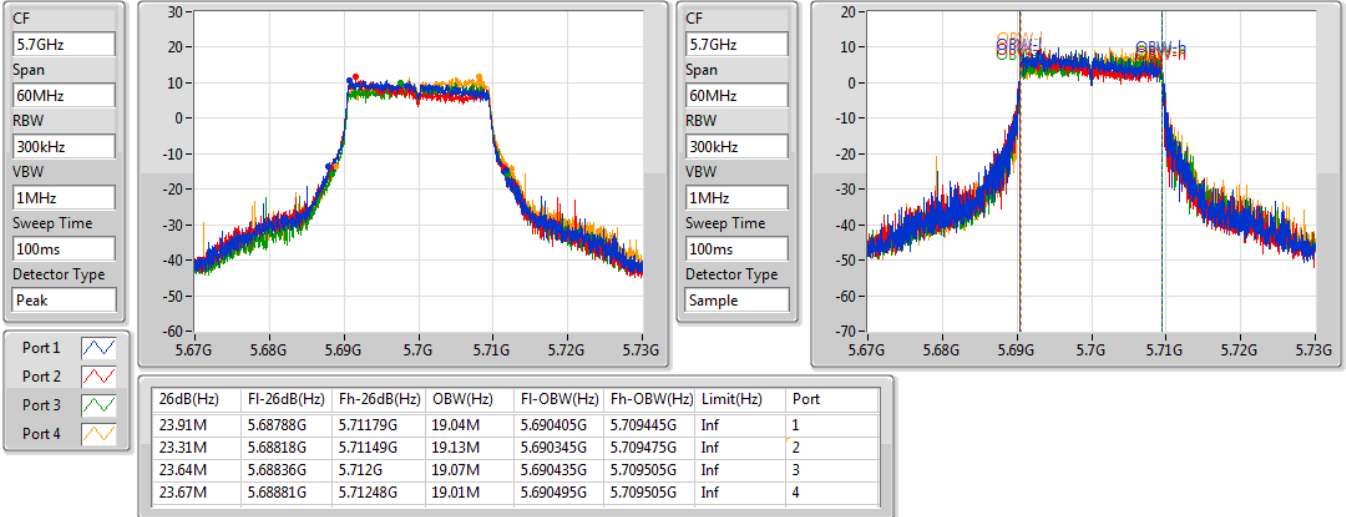 CF
5.7GHz
Span
60MHz
RBW
300kHz
VBW
1MHz
Sweep Time
100ms
Detector Type
Peak
30
20
10
0
-10
-20
-30
-40
-50
-60
5.67G 5.68G 5.69G 5.7G 5.71G 5.72G 5.73G
CF
5.7GHz
Span
60MHz
RBW
300kHz
VBW
1MHz
Sweep Time
100ms
Detector Type
Sample
20
10
0
-10
-20
-30
-40
-50
-60
-70
OBW-h
5.67G 5.68G 5.69G 5.7G 5.71G 5.72G 5.73G
Port 1
Port 2
Port 3
Port 4
26dB(Hz) Fl-26dB(Hz) Fh-26dB(Hz) OBW(Hz) Fl-OBW(Hz) Fh-OBW(Hz) Limit(Hz) Port
23.91M 5.68788G 5.71179G 19.04M 5.690405G 5.709445G Inf 1
23.31M 5.68818G 5.71149G 19.13M 5.690345G 5.709475G Inf 2
23.64M 5.68836G 5.712G 19.07M 5.690435G 5.709505G Inf 3
23.67M 5.68881G 5.71248G 19.01M 5.690495G 5.709505G Inf 4